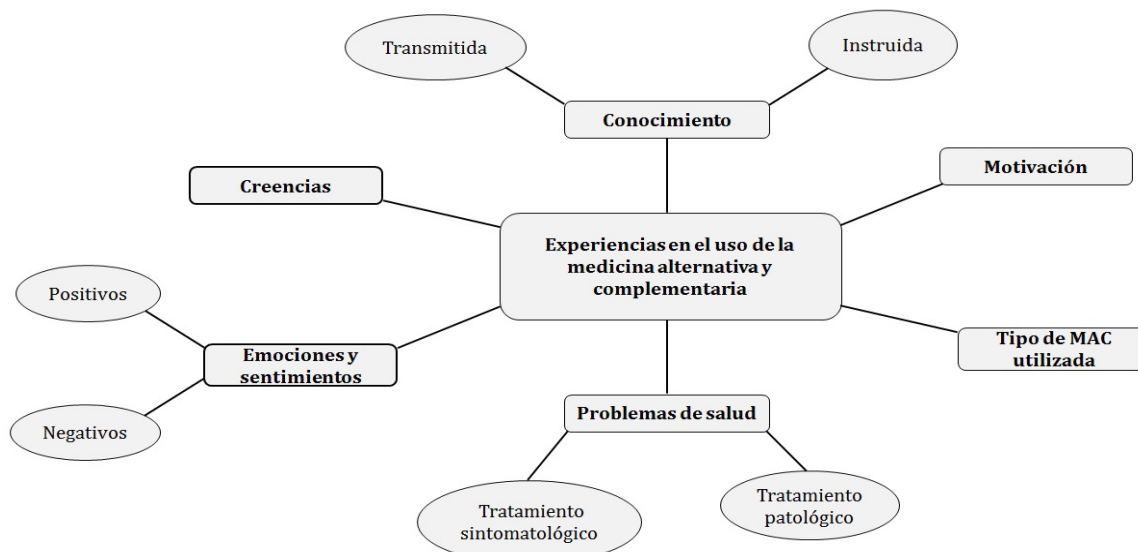 Transmitida
Instruida
Conocimiento
Motivación
Creencias
Experiencias en el uso de la
medicina alternativa y
complementaria
Positivos
Emociones y
sentimientos
Negativos
Tipo de MAC
utilizada
Problemas de salud
Tratamiento
sintomatológico
Tratamiento
patológico